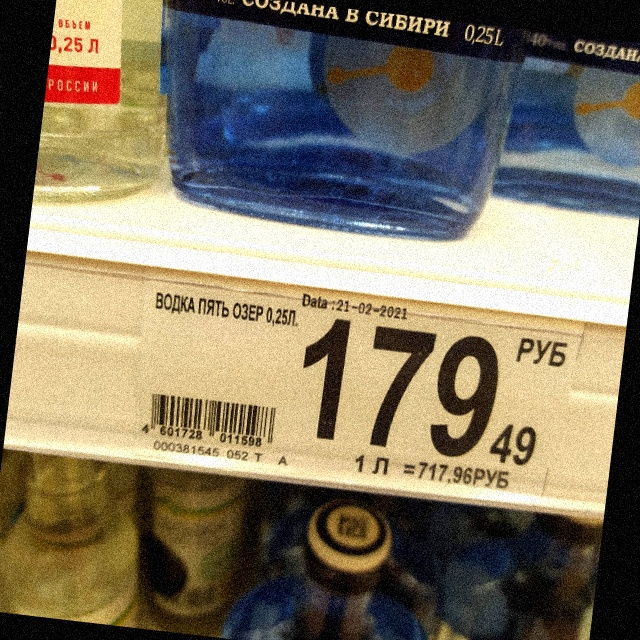 СОЗДАНА В СИБИРИ 0,25L
СОЗДАНА
ОБЪЕМ
0,25 Л
РОССИИ
ВОДКА ПЯТЬ ОЗЕР 0,25Л.
Data :21-02-2021
179 49
РУБ
4 601728 011598
000381545 052 Т А
1 Л =717.96РУБ